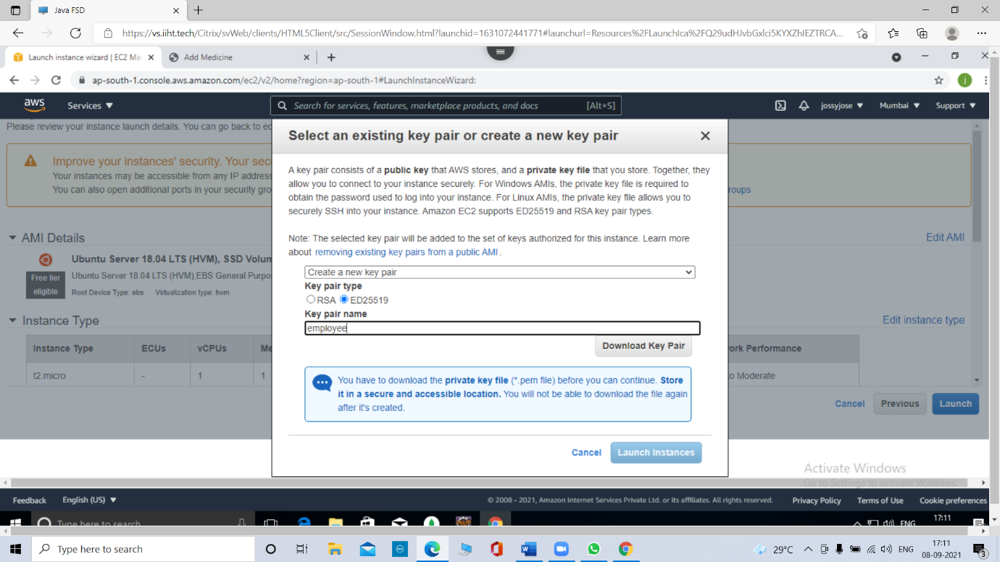 Java FSD
https://vs.iiht.tech/Citrix/svWeb/clients/HTML5Client/src/SessionWindow.html?launchid=1631072441771#launchurl=Resources%2FLaunchIca%2FQ29udHJvbGxlci5KYXZhIEZTRCA...
Launch instance wizard | EC2 Ma
Add Medicine
ap-south-1.console.aws.amazon.com/ec2/v2/home?region=ap-south-1#LaunchInstanceWizard:
j
aws
Services
Search for services, features, marketplace products, and docs
[Alt+S]
jossyjose
Mumbai
Support
Please review your instance launch details. You can go back to ed
Improve your instances' security. Your sec
Your instances may be accessible from any IP address
You can also open additional ports in your security gro
roups
AMI Details
Edit AMI
Ubuntu Server 18.04 LTS (HVM), SSD Volum
Free tier
eligible
Ubuntu Server 18.04 LTS (HVM),EBS General Purpo
Root Device Type: ebs Virtualization type: hvm
Instance Type
Edit instance type
Instance Type ECUs vCPUs Me
ork Performance
t2.micro - 1 1
o Moderate
Cancel Previous Launch
Select an existing key pair or create a new key pair
A key pair consists of a public key that AWS stores, and a private key file that you store. Together, they
allow you to connect to your instance securely. For Windows AMIs, the private key file is required to
obtain the password used to log into your instance. For Linux AMIs, the private key file allows you to
securely SSH into your instance. Amazon EC2 supports ED25519 and RSA key pair types.
Note: The selected key pair will be added to the set of keys authorized for this instance. Learn more
about removing existing key pairs from a public AMI .
Create a new key pair
Key pair type
RSA ED25519
Key pair name
employee
Download Key Pair
You have to download the private key file (*.pem file) before you can continue. Store
it in a secure and accessible location. You will not be able to download the file again
after it's created.
Cancel Launch Instances
Activate Windows
Go to Settings to activate Windows.
Feedback English (US)
© 2008 - 2021, Amazon Internet Services Private Ltd. or its affiliates. All rights reserved.
Privacy Policy Terms of Use Cookie preferences
Type here to search
ENG
17:11
Type here to search
29°C
ENG
17:11
08-09-2021
3